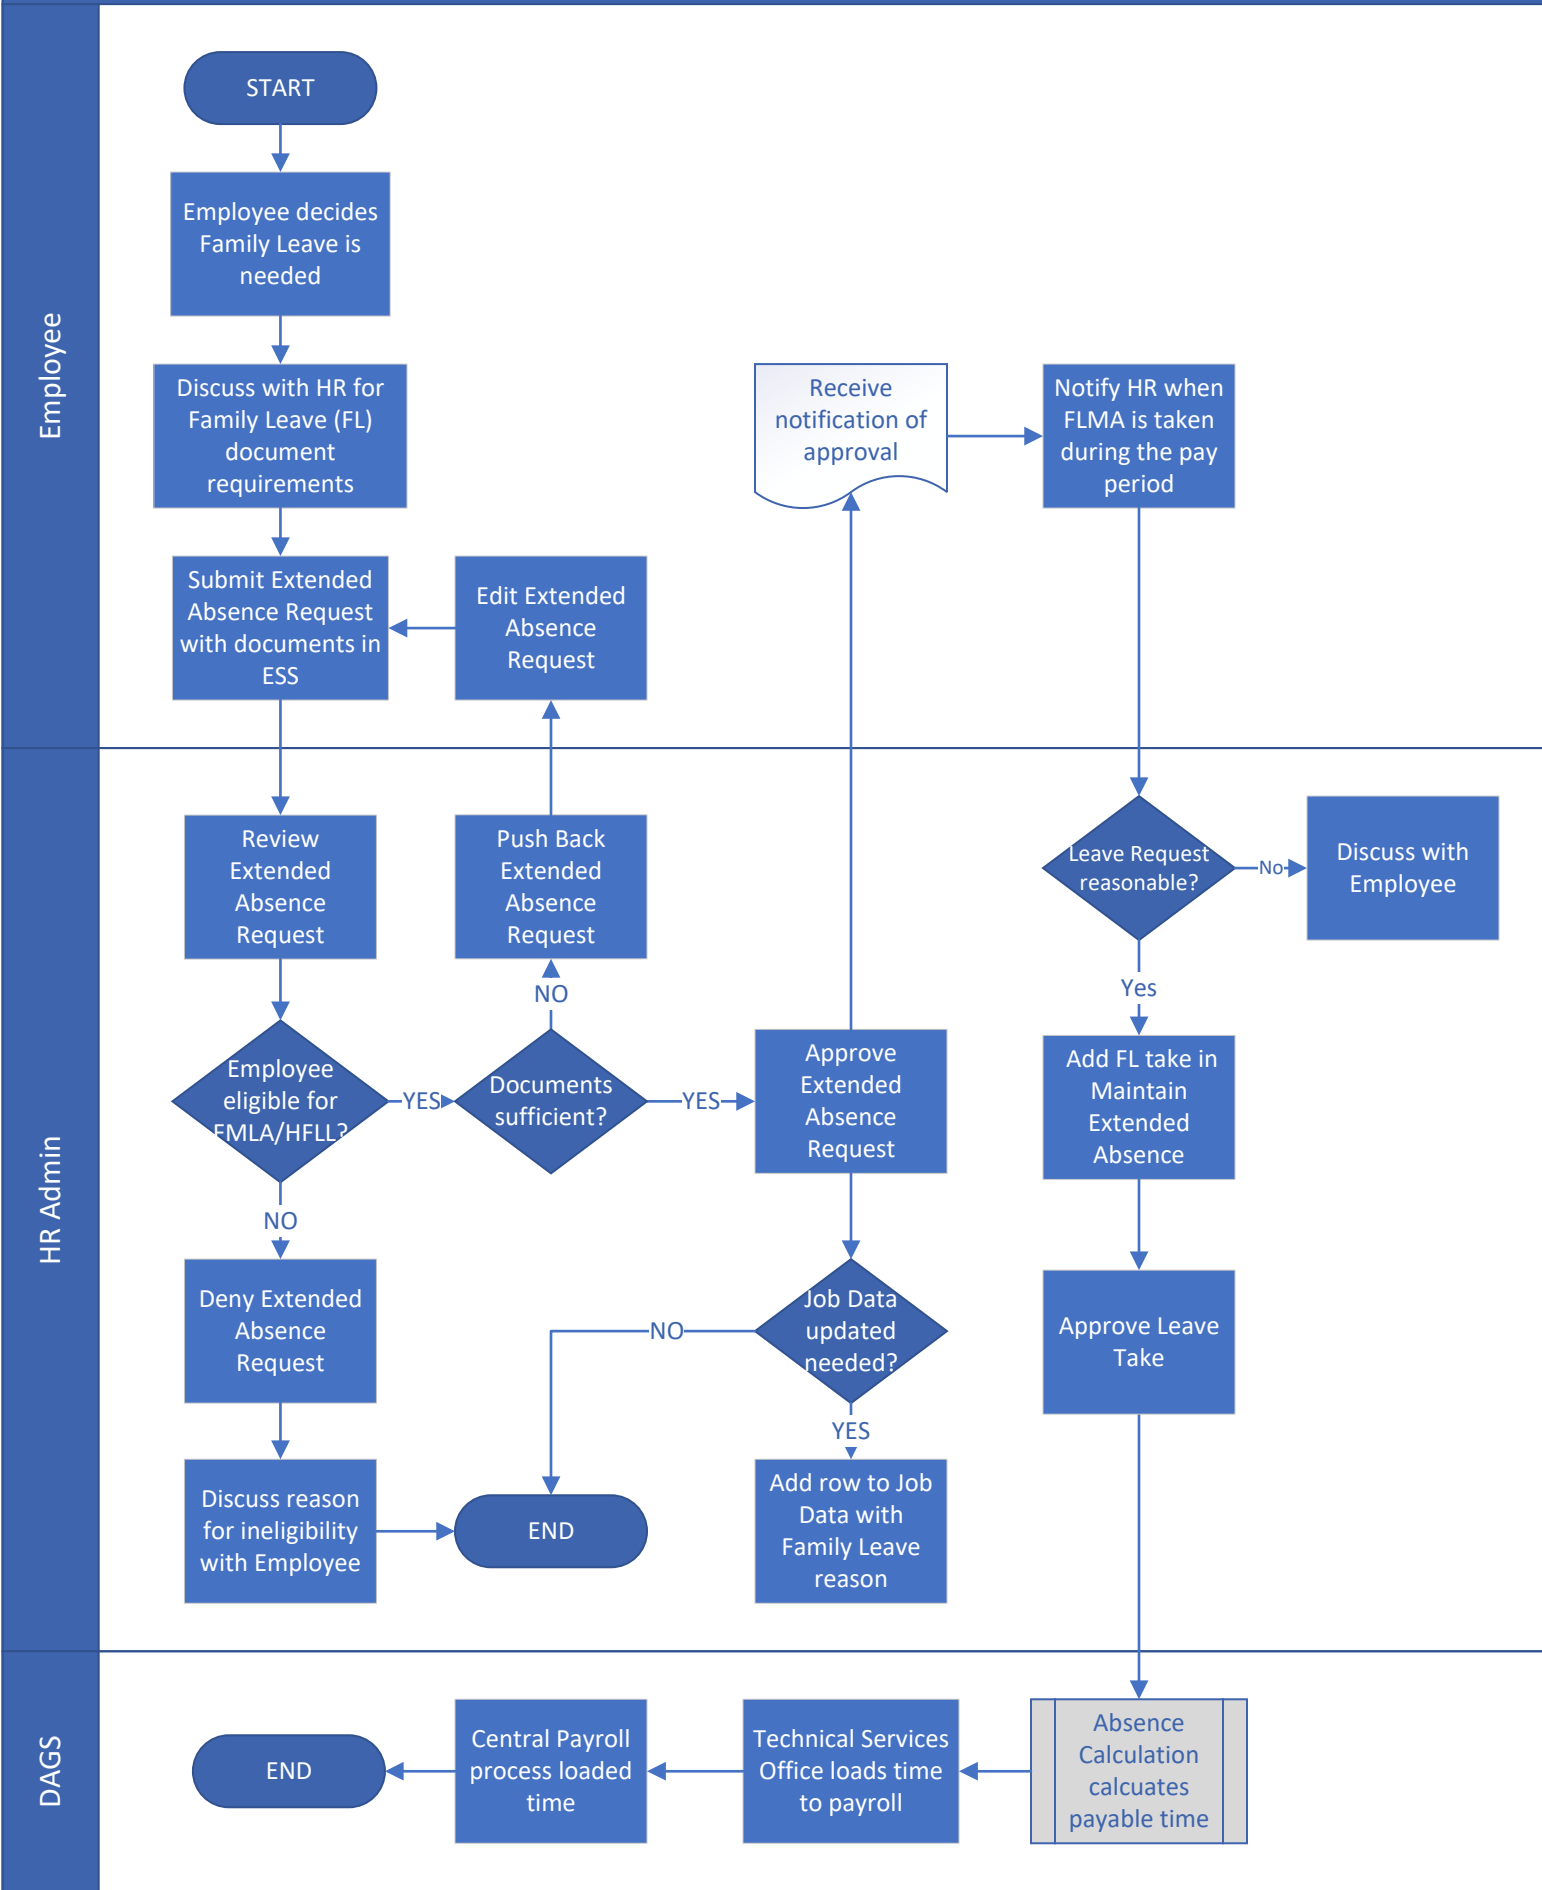 Employee
START
Employee decides
Family Leave is
needed
Discuss with HR for
Family Leave (FL)
document
requirements
Submit Extended
Absence Request
with documents in
ESS
Edit Extended
Absence
Request
Receive
notification of
approval
Notify HR when
FLMA is taken
during the pay
period
HR Admin
Review
Extended
Absence
Request
Push Back
Extended
Absence
Request
Leave Request
reasonable?
No
Discuss with
Employee
Yes
NO
Employee
eligible for
FMLA/HFLL?
YES
Documents
sufficient?
YES
Approve
Extended
Absence
Request
Add FL take in
Maintain
Extended
Absence
NO
Deny Extended
Absence
Request
NO
Job Data
updated
needed?
Approve Leave
Take
YES
Discuss reason
for ineligibility
with Employee
END
Add row to Job
Data with
Family Leave
reason
DAGS
END
Central Payroll
process loaded
time
Technical Services
Office loads time
to payroll
Absence
Calculation
calcuates
payable time